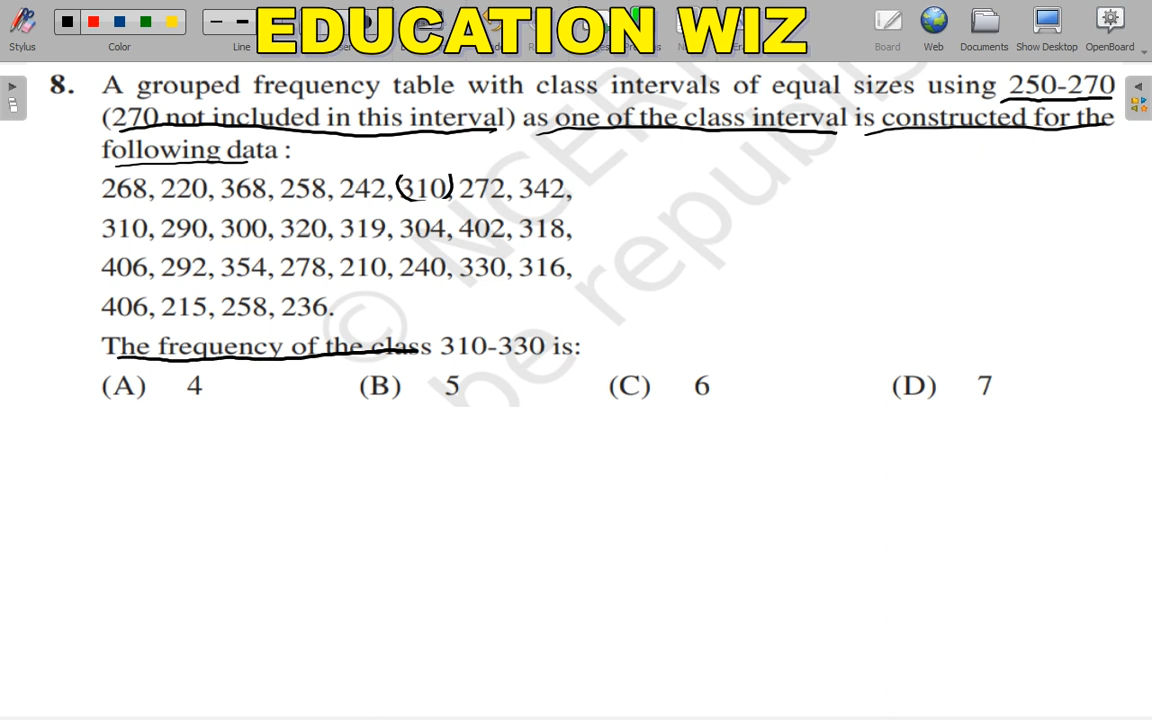 EDUCATION WIZ
Stylus Color Line Board Web Documents Show Desktop OpenBoard
8. A grouped frequency table with class intervals of equal sizes using 250-270
(270 not included in this interval) as one of the class interval is constructed for the
following data :
268, 220, 368, 258, 242, (310), 272, 342,
310, 290, 300, 320, 319, 304, 402, 318,
406, 292, 354, 278, 210, 240, 330, 316,
406, 215, 258, 236.
The frequency of the class 310-330 is:
(A) 4 (B) 5 (C) 6 (D) 7
© NCERT
be republis